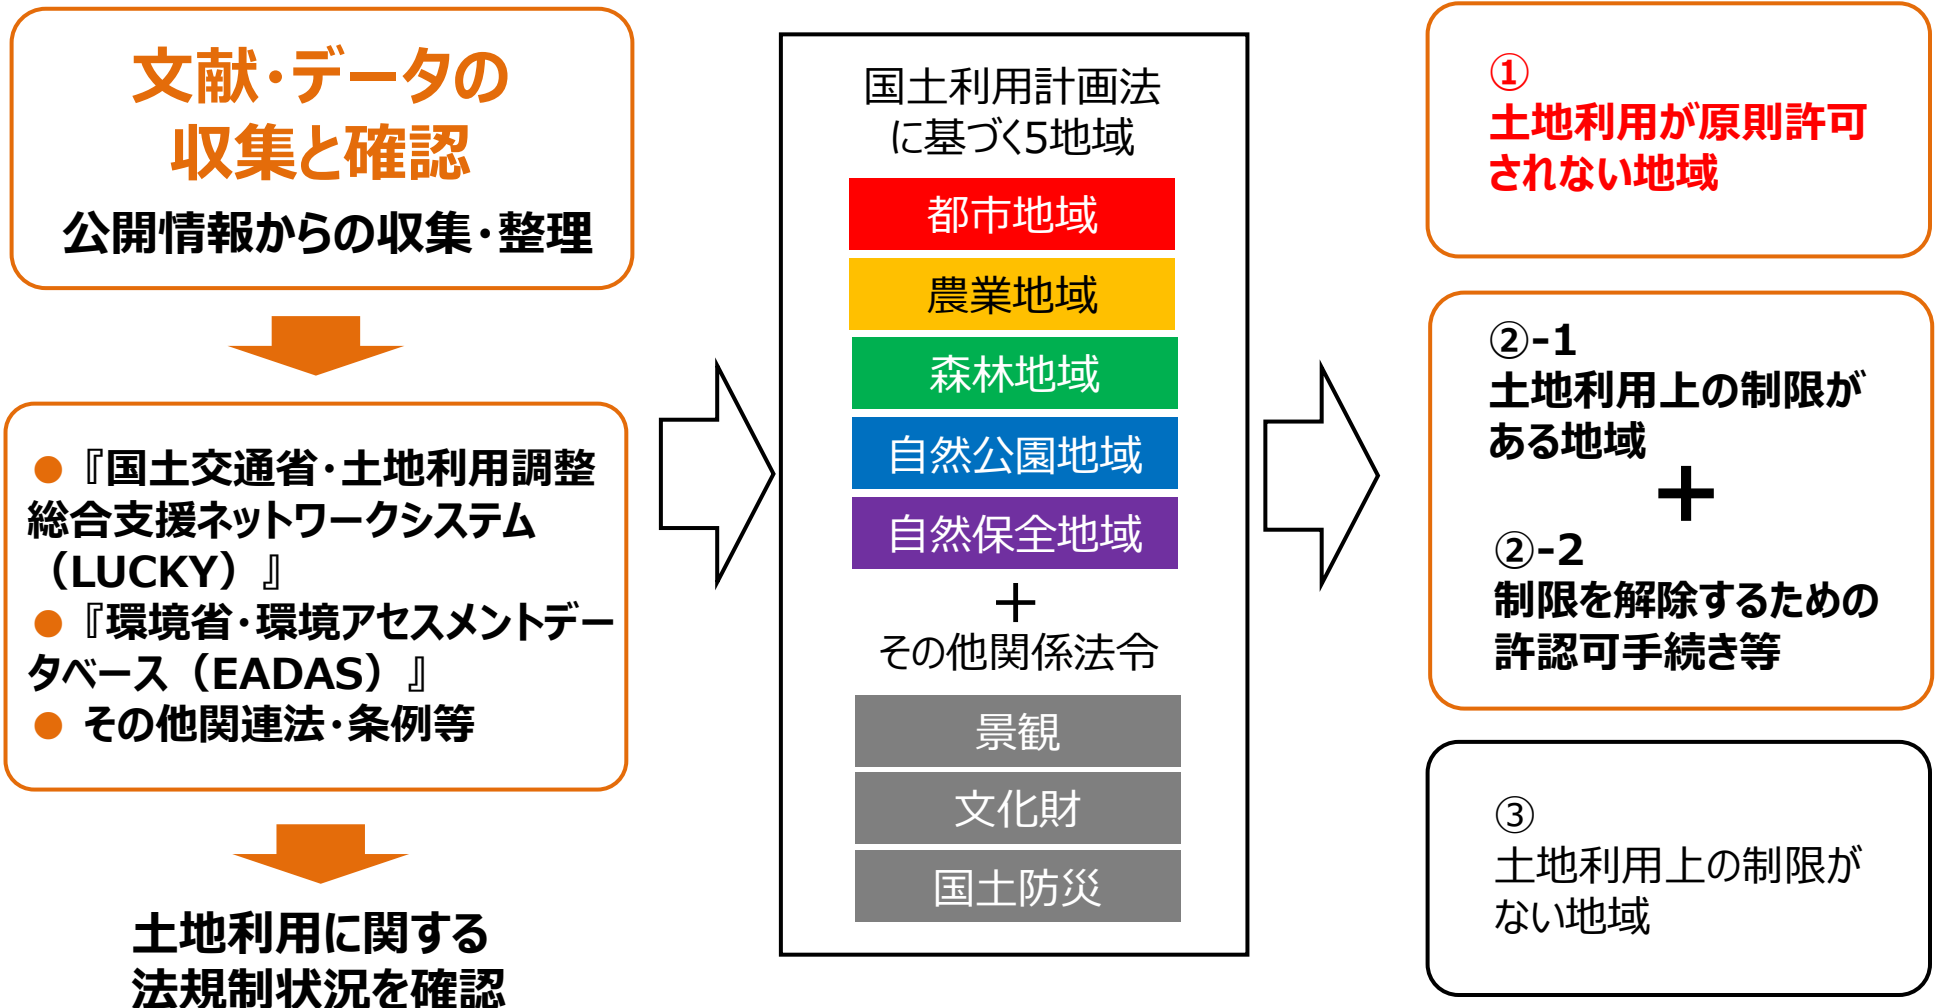 文献・データの
収集と確認
公開情報からの収集・整理
● 『国土交通省・土地利用調整
総合支援ネットワークシステム
（LUCKY）』
● 『環境省・環境アセスメントデー
タベース（EADAS）』
● その他関連法・条例等
土地利用に関する
法規制状況を確認
国土利用計画法
に基づく5地域
都市地域
農業地域
森林地域
自然公園地域
自然保全地域
＋
その他関係法令
景観
文化財
国土防災
①
土地利用が原則許可
されない地域
②-1
土地利用上の制限が
ある地域
＋
②-2
制限を解除するための
許認可手続き等
③
土地利用上の制限が
ない地域